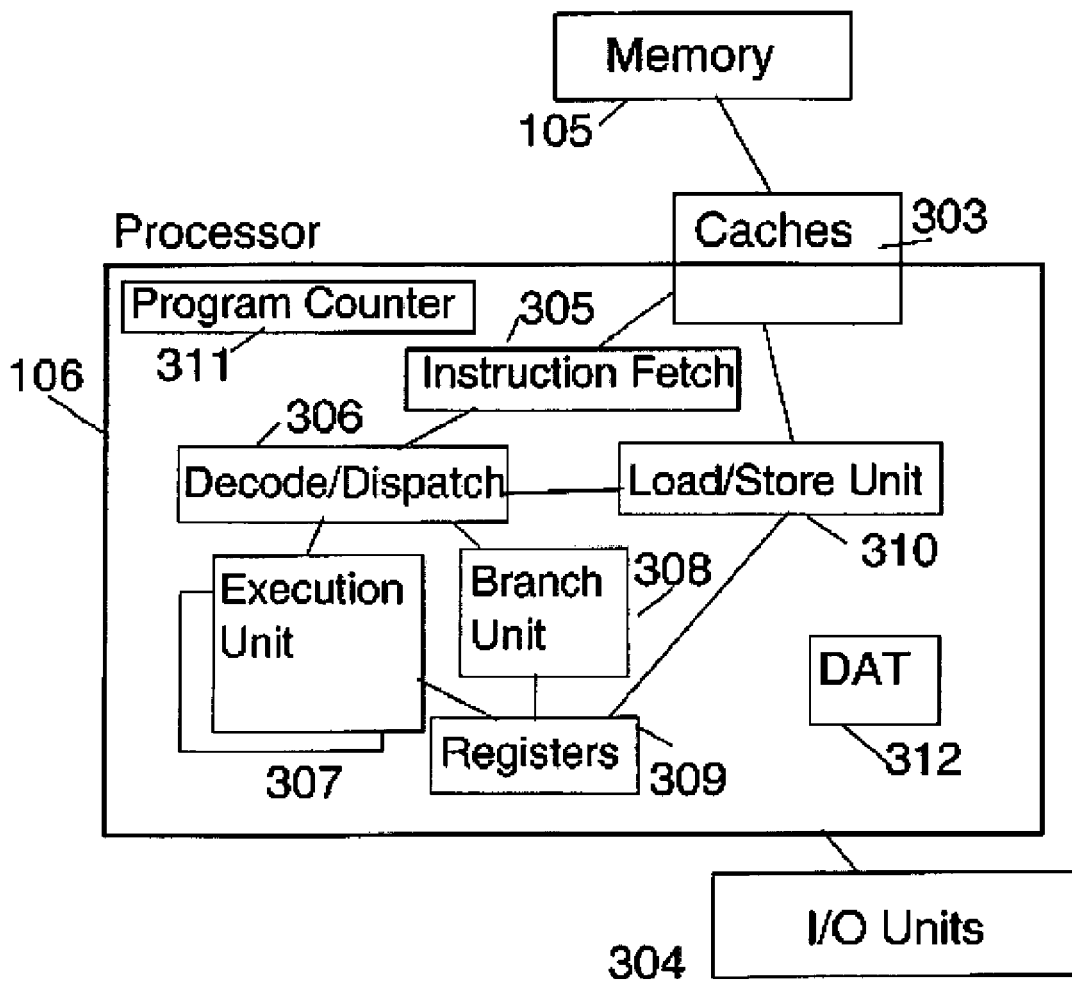 Memory
105
Processor
Caches
303
Program Counter
311
305
Instruction Fetch
106
306
Decode/Dispatch
Load/Store Unit
310
Execution
Unit
307
Branch
Unit
308
Registers
309
DAT
312
I/O Units
304